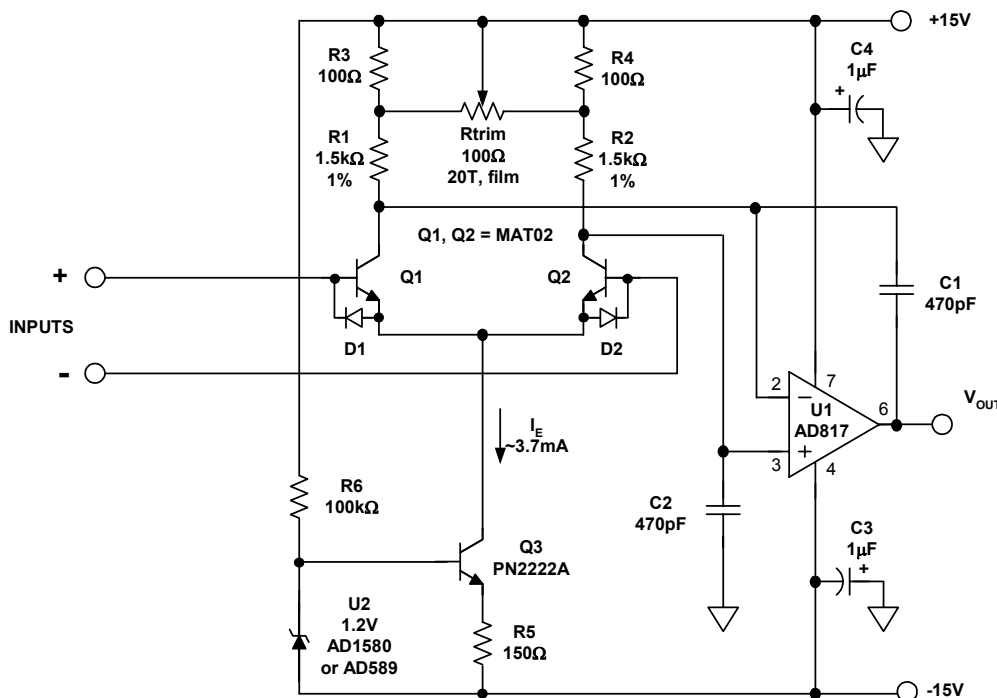 +15V
C4
1µF
+
R3
100Ω
R4
100Ω
R1
1.5kΩ
1%
Rtrim
100Ω
20T, film
R2
1.5kΩ
1%
Q1, Q2 = MAT02
+
Q1
Q2
C1
470pF
INPUTS
D1
D2
-
2
7
VOUT
U1
AD817
6
−
+
3
4
IE
~3.7mA
R6
100kΩ
C2
470pF
C3
1µF
+
Q3
PN2222A
U2
1.2V
AD1580
or AD589
R5
150Ω
-15V